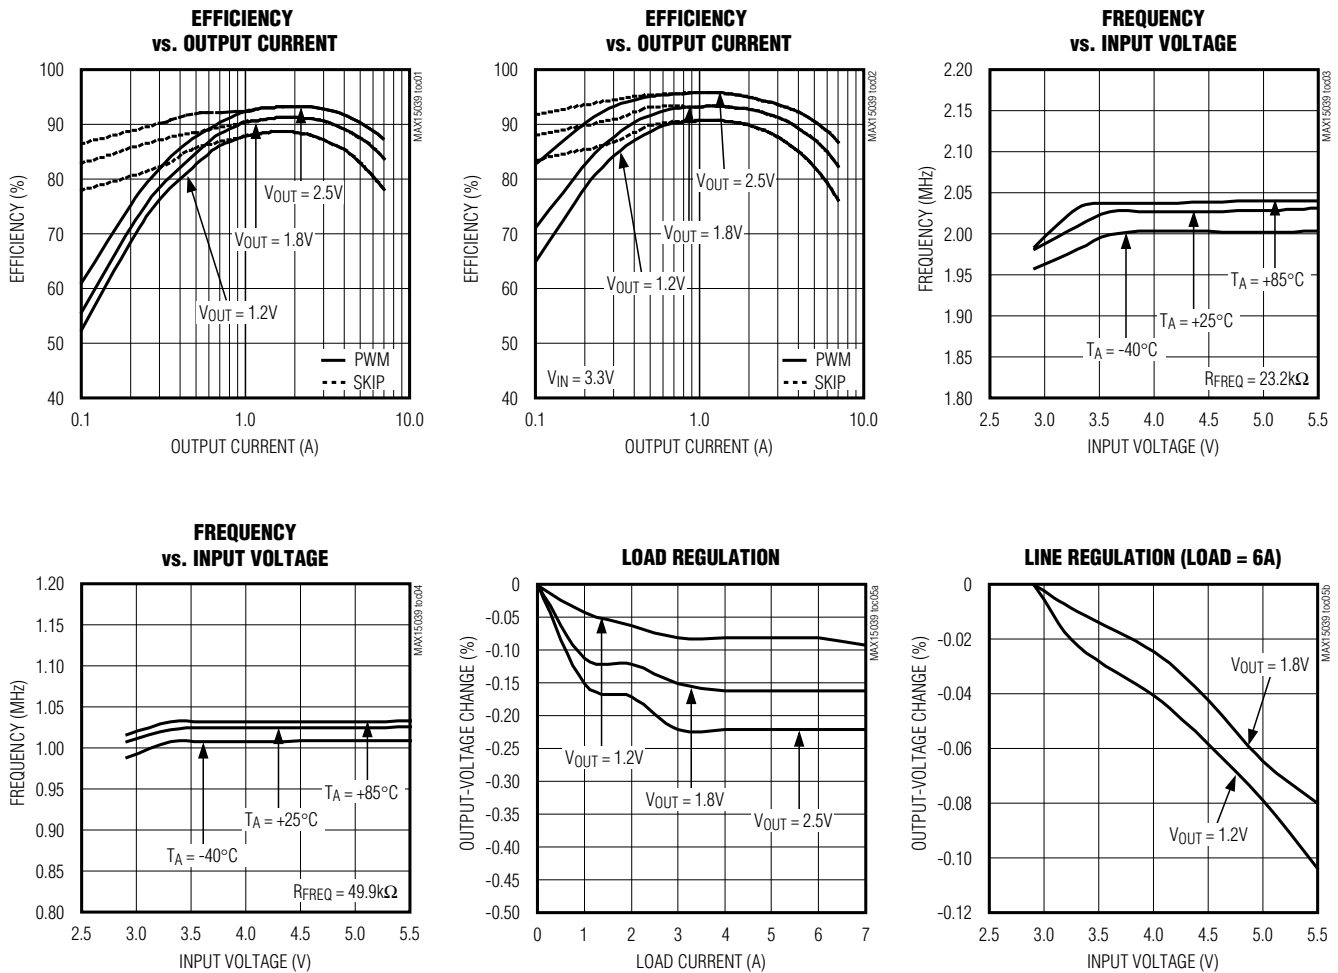 EFFICIENCY
vs. OUTPUT CURRENT
MAX15039 toc01
EFFICIENCY (%)
100
90
80
70
60
50
40
VOUT = 2.5V
VOUT = 1.8V
VOUT = 1.2V
PWM
SKIP
0.1
1.0
10.0
OUTPUT CURRENT (A)
EFFICIENCY
vs. OUTPUT CURRENT
MAX15039 toc02
EFFICIENCY (%)
100
90
80
70
60
50
40
VOUT = 2.5V
VOUT = 1.8V
VOUT = 1.2V
VIN = 3.3V
PWM
SKIP
0.1
1.0
10.0
OUTPUT CURRENT (A)
FREQUENCY
vs. INPUT VOLTAGE
MAX15039 toc03
FREQUENCY (MHz)
2.20
2.15
2.10
2.05
2.00
1.95
1.90
1.85
1.80
TA = +85°C
TA = +25°C
TA = -40°C
RFREQ = 23.2kΩ
2.5
3.0
3.5
4.0
4.5
5.0
5.5
INPUT VOLTAGE (V)
FREQUENCY
vs. INPUT VOLTAGE
MAX15039 toc04
FREQUENCY (MHz)
1.20
1.15
1.10
1.05
1.00
0.95
0.90
0.85
0.80
TA = +85°C
TA = +25°C
TA = -40°C
RFREQ = 49.9kΩ
2.5
3.0
3.5
4.0
4.5
5.0
5.5
INPUT VOLTAGE (V)
LOAD REGULATION
MAX15039 toc05a
OUTPUT-VOLTAGE CHANGE (%)
0
-0.05
-0.10
-0.15
-0.20
-0.25
-0.30
-0.35
-0.40
-0.45
-0.50
VOUT = 1.2V
VOUT = 1.8V
VOUT = 2.5V
0
1
2
3
4
5
6
7
LOAD CURRENT (A)
LINE REGULATION (LOAD = 6A)
MAX15039 toc05b
OUTPUT-VOLTAGE CHANGE (%)
0
-0.02
-0.04
-0.06
-0.08
-0.10
-0.12
VOUT = 1.8V
VOUT = 1.2V
2.5
3.0
3.5
4.0
4.5
5.0
5.5
INPUT VOLTAGE (V)